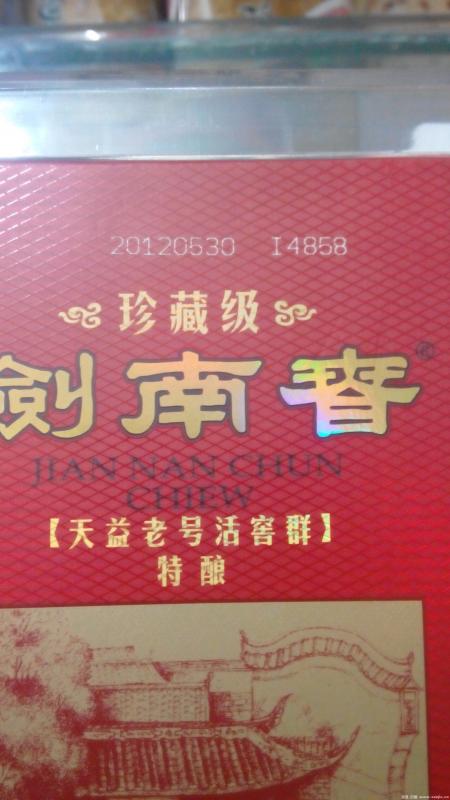 20120530 I4858
珍藏级
劍南春®
JIAN NAN CHUN
CHIEW
【天益老号活窖群】
特酿